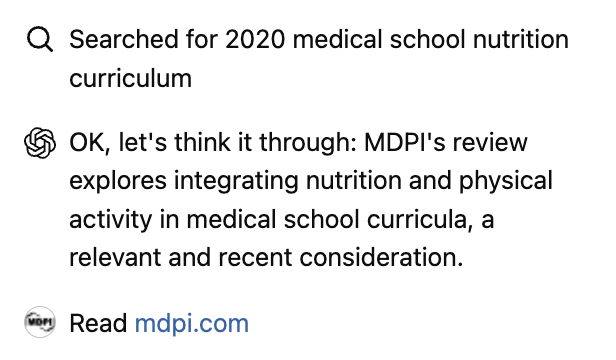 Searched for 2020 medical school nutrition
curriculum
OK, let's think it through: MDPI's review
explores integrating nutrition and physical
activity in medical school curricula, a
relevant and recent consideration.
MDPI Read mdpi.com